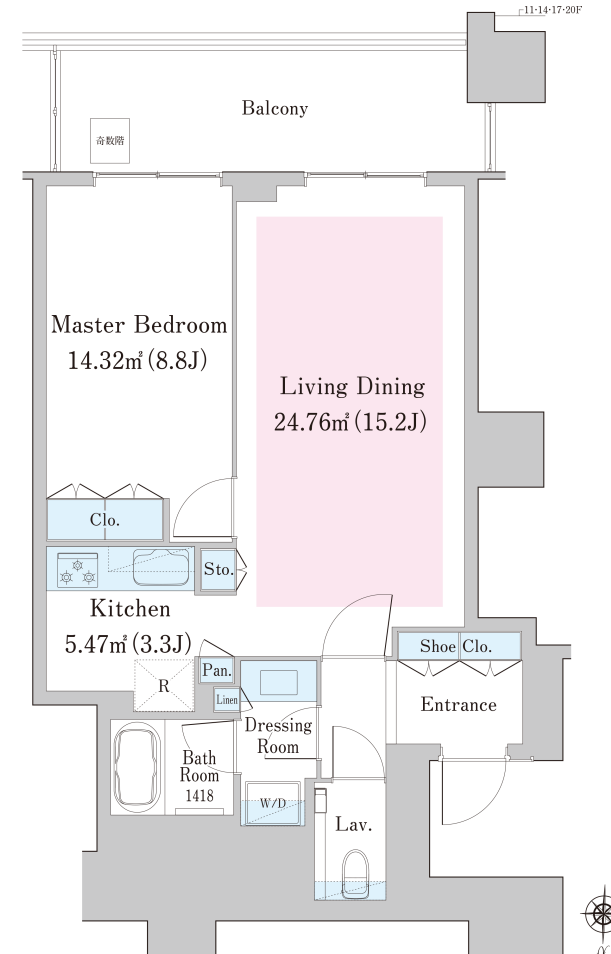 11·14·17·20F
Balcony
奇数階
Master Bedroom
14.32㎡(8.8J)
Living Dining
24.76㎡(15.2J)
Clo.
Sto.
Kitchen
5.47㎡(3.3J)
Shoe Clo.
Pan.
R
Linen
Entrance
Dressing
Room
Bath
Room
1418
W/D
Lav.